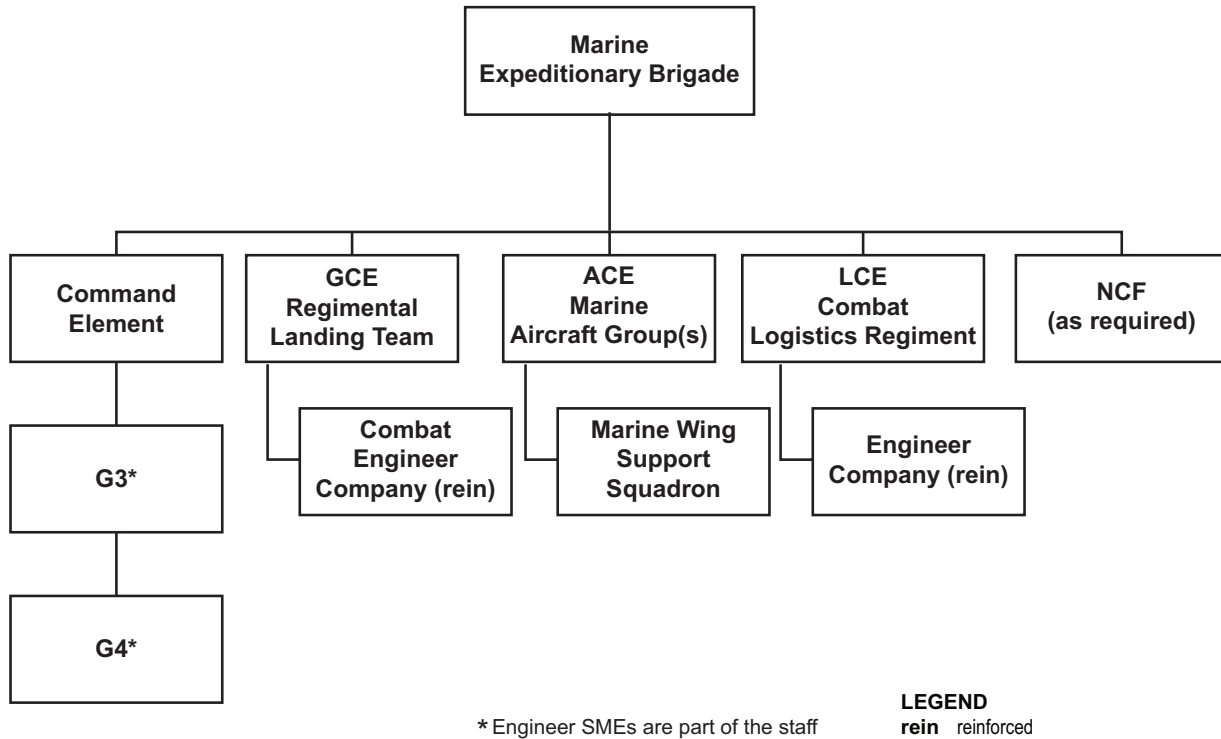 Marine
Expeditionary Brigade
Command
Element
GCE
Regimental
Landing Team
ACE
Marine
Aircraft Group(s)
LCE
Combat
Logistics Regiment
NCF
(as required)
G3*
Combat
Engineer
Company (rein)
Marine Wing
Support
Squadron
Engineer
Company (rein)
G4*
* Engineer SMEs are part of the staff
LEGEND
rein reinforced